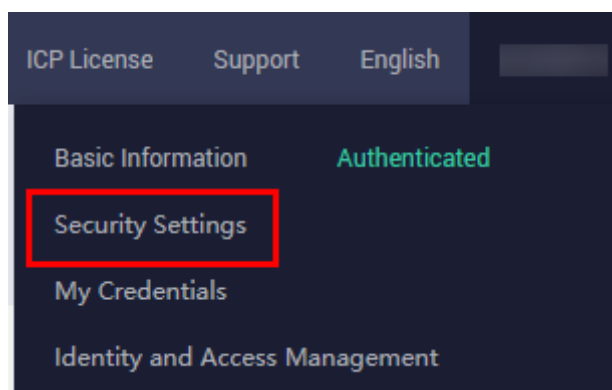 ICP License Support English
Basic Information Authenticated
Security Settings
My Credentials
Identity and Access Management